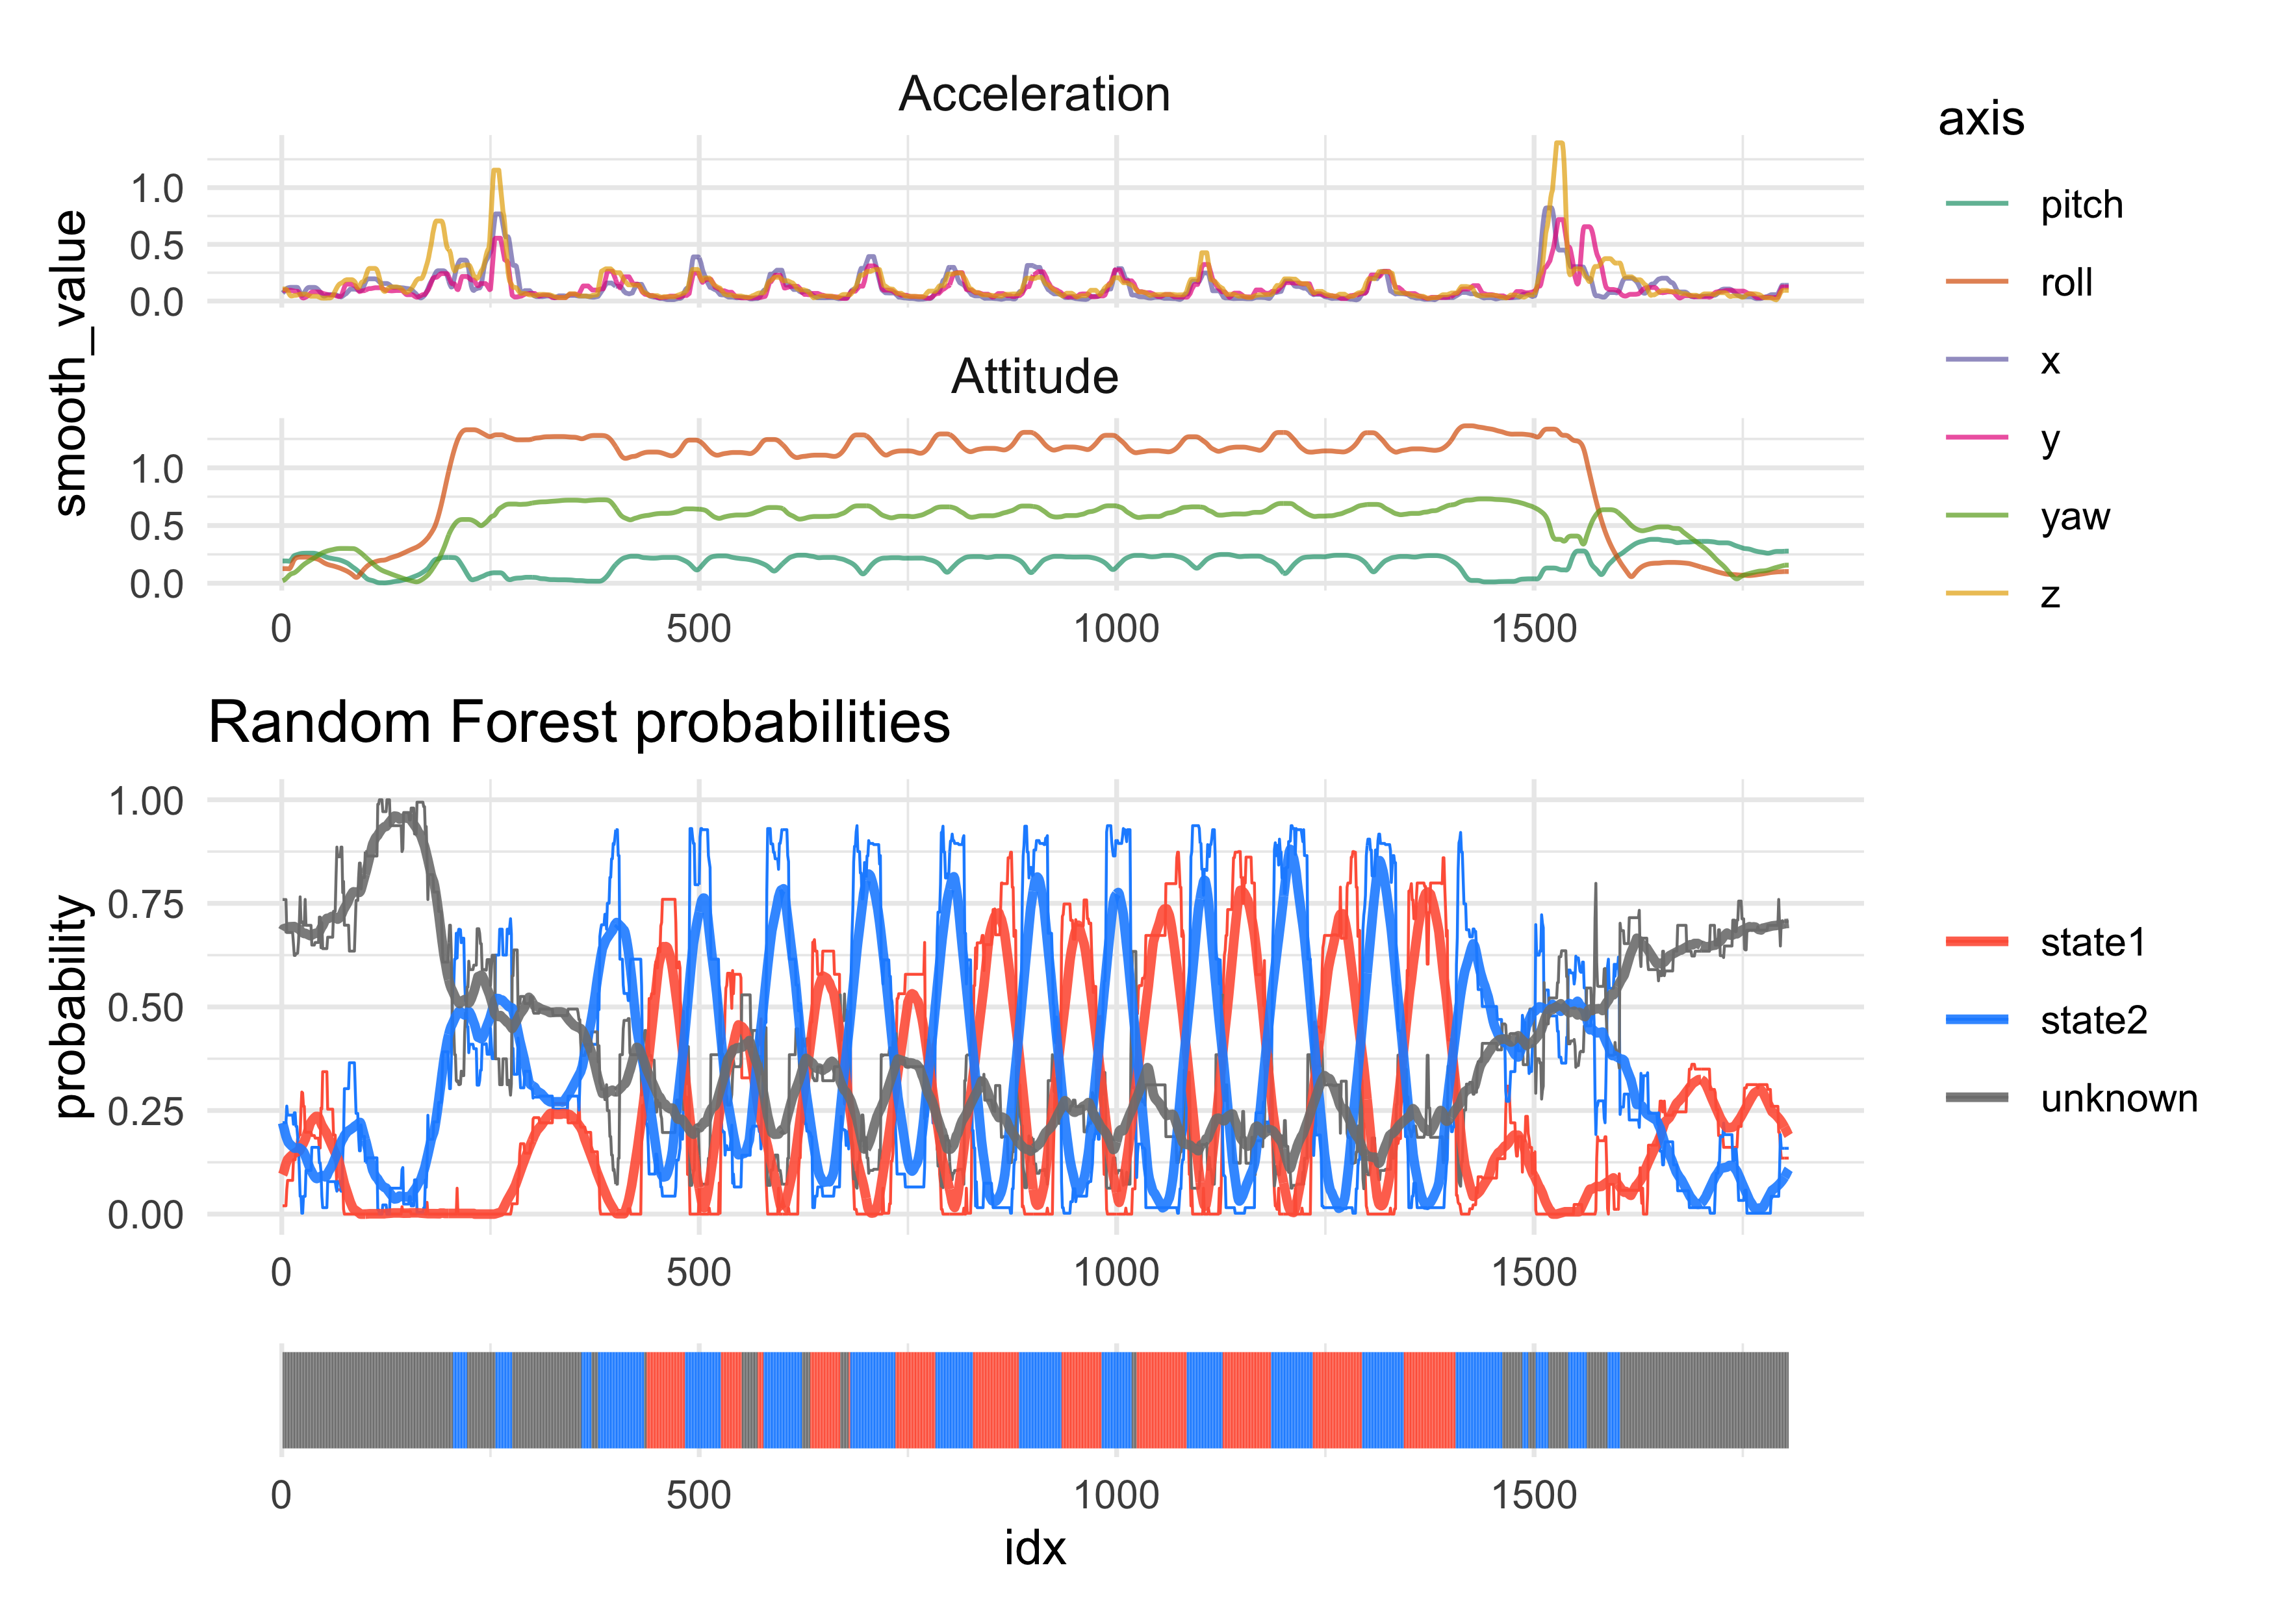 Acceleration
1.0
0.5
0.0
smooth_value
Attitude
1.0
0.5
0.0
0 500 1000 1500
axis
pitch
roll
x
y
yaw
z
Random Forest probabilities
1.00
0.75
0.50
0.25
0.00
probability
0 500 1000 1500
state1
state2
unknown
0 500 1000 1500
idx